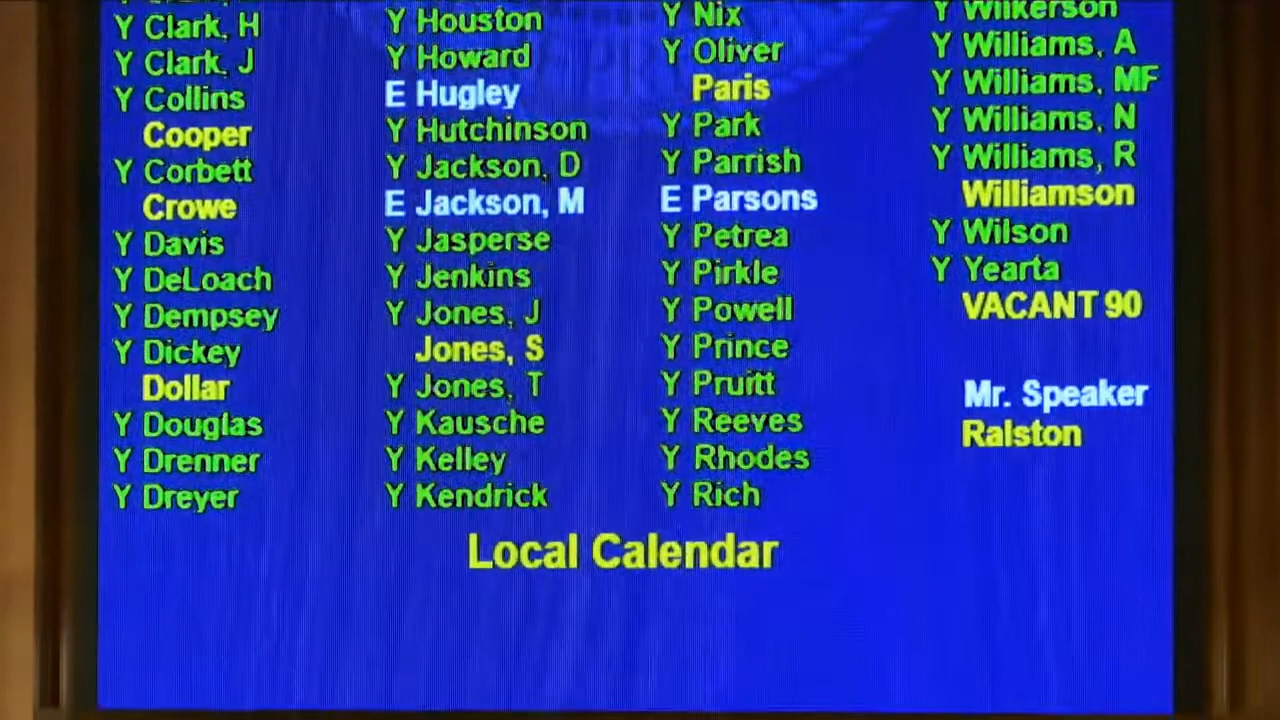 Y Clark, H
Y Clark, J
Y Collins
Cooper
Y Corbett
Crowe
Y Davis
Y DeLoach
Y Dempsey
Y Dickey
Dollar
Y Douglas
Y Drenner
Y Dreyer
Y Houston
Y Howard
E Hugley
Y Hutchinson
Y Jackson, D
E Jackson, M
Y Jasperse
Y Jenkins
Y Jones, J
Jones, S
Y Jones, T
Y Kausche
Y Kelley
Y Kendrick
Y Nix
Y Oliver
Paris
Y Park
Y Parrish
E Parsons
Y Petrea
Y Pirkle
Y Powell
Y Prince
Y Pruitt
Y Reeves
Y Rhodes
Y Rich
Y Wilkerson
Y Williams, A
Y Williams, MF
Y Williams, N
Y Williams, R
Williamson
Y Wilson
Y Yearta
VACANT 90
Mr. Speaker
Ralston
Local Calendar